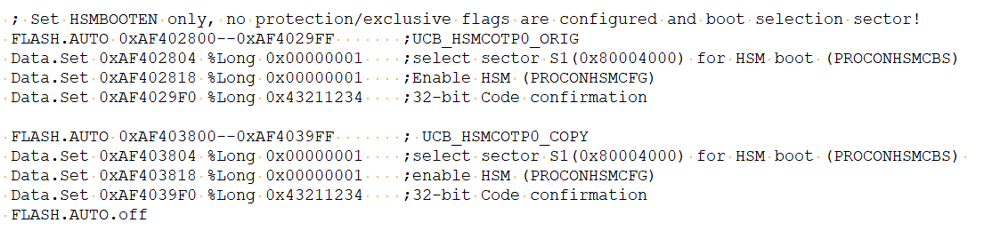 ; Set HSMBOOTEN only, no protection/exclusive flags are configured and boot selection sector!
FLASH.AUTO 0xAF402800--0xAF4029FF ;UCB_HSMCOTP0_ORIG
Data.Set 0xAF402804 %Long 0x00000001 ;select sector S1(0x80004000) for HSM boot (PROCONHSMCBS)
Data.Set 0xAF402818 %Long 0x00000001 ;Enable HSM (PROCONHSMCFG)
Data.Set 0xAF4029F0 %Long 0x43211234 ;32-bit Code confirmation
FLASH.AUTO 0xAF403800--0xAF4039FF ; UCB_HSMCOTP0_COPY
Data.Set 0xAF403804 %Long 0x00000001 ;select sector S1(0x80004000) for HSM boot (PROCONHSMCBS)
Data.Set 0xAF403818 %Long 0x00000001 ;enable HSM (PROCONHSMCFG)
Data.Set 0xAF4039F0 %Long 0x43211234 ;32-bit Code confirmation
FLASH.AUTO.off